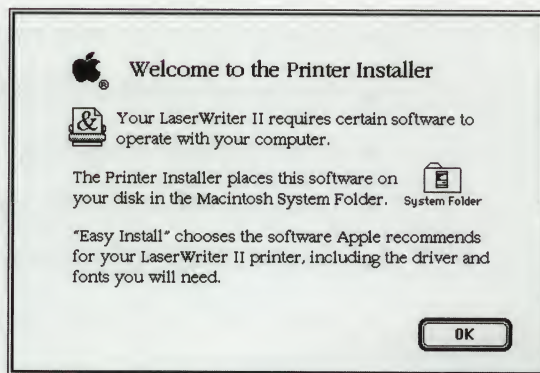 Welcome to the Printer Installer
&
Your LaserWriter II requires certain software to
operate with your computer.
The Printer Installer places this software on
your disk in the Macintosh System Folder.
System Folder
"Easy Install" chooses the software Apple recommends
for your LaserWriter II printer, including the driver and
fonts you will need.
OK